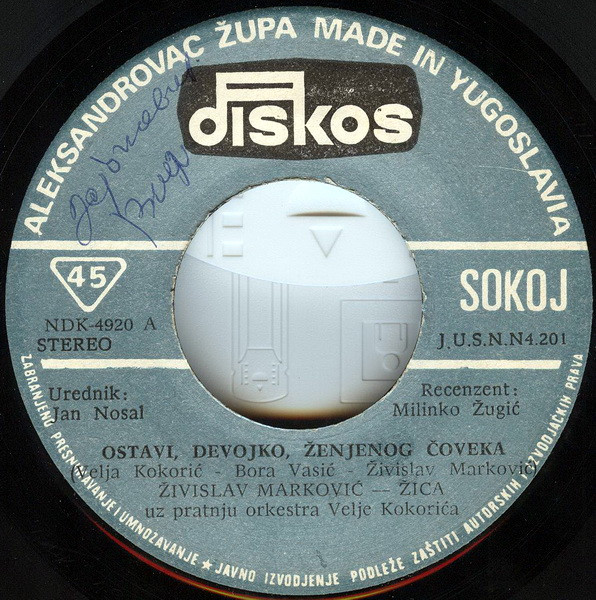 ALEKSANDROVAC ŽUPA MADE IN YUGOSLAVIA
diskos
45
SOKOJ
NDK-4920 A
STEREO
J.U.S.N.N4.201
Urednik:
Jan Nosal
Recenzent:
Milinko Žugić
OSTAVI, DEVOJKO, ŽENJENOG ČOVEKA
(Velja Kokorić - Bora Vasić - Živislav Marković)
ŽIVISLAV MARKOVIĆ — ŽICA
uz pratnju orkestra Velje Kokorića
ZABRANJENO PRESNIMAVANJE I UMNOŽAVANJE ★ JAVNO IZVODJENJE PODLEŽE ZAŠTITI AUTORSKIH I IZVODJAČKIH PRAVA